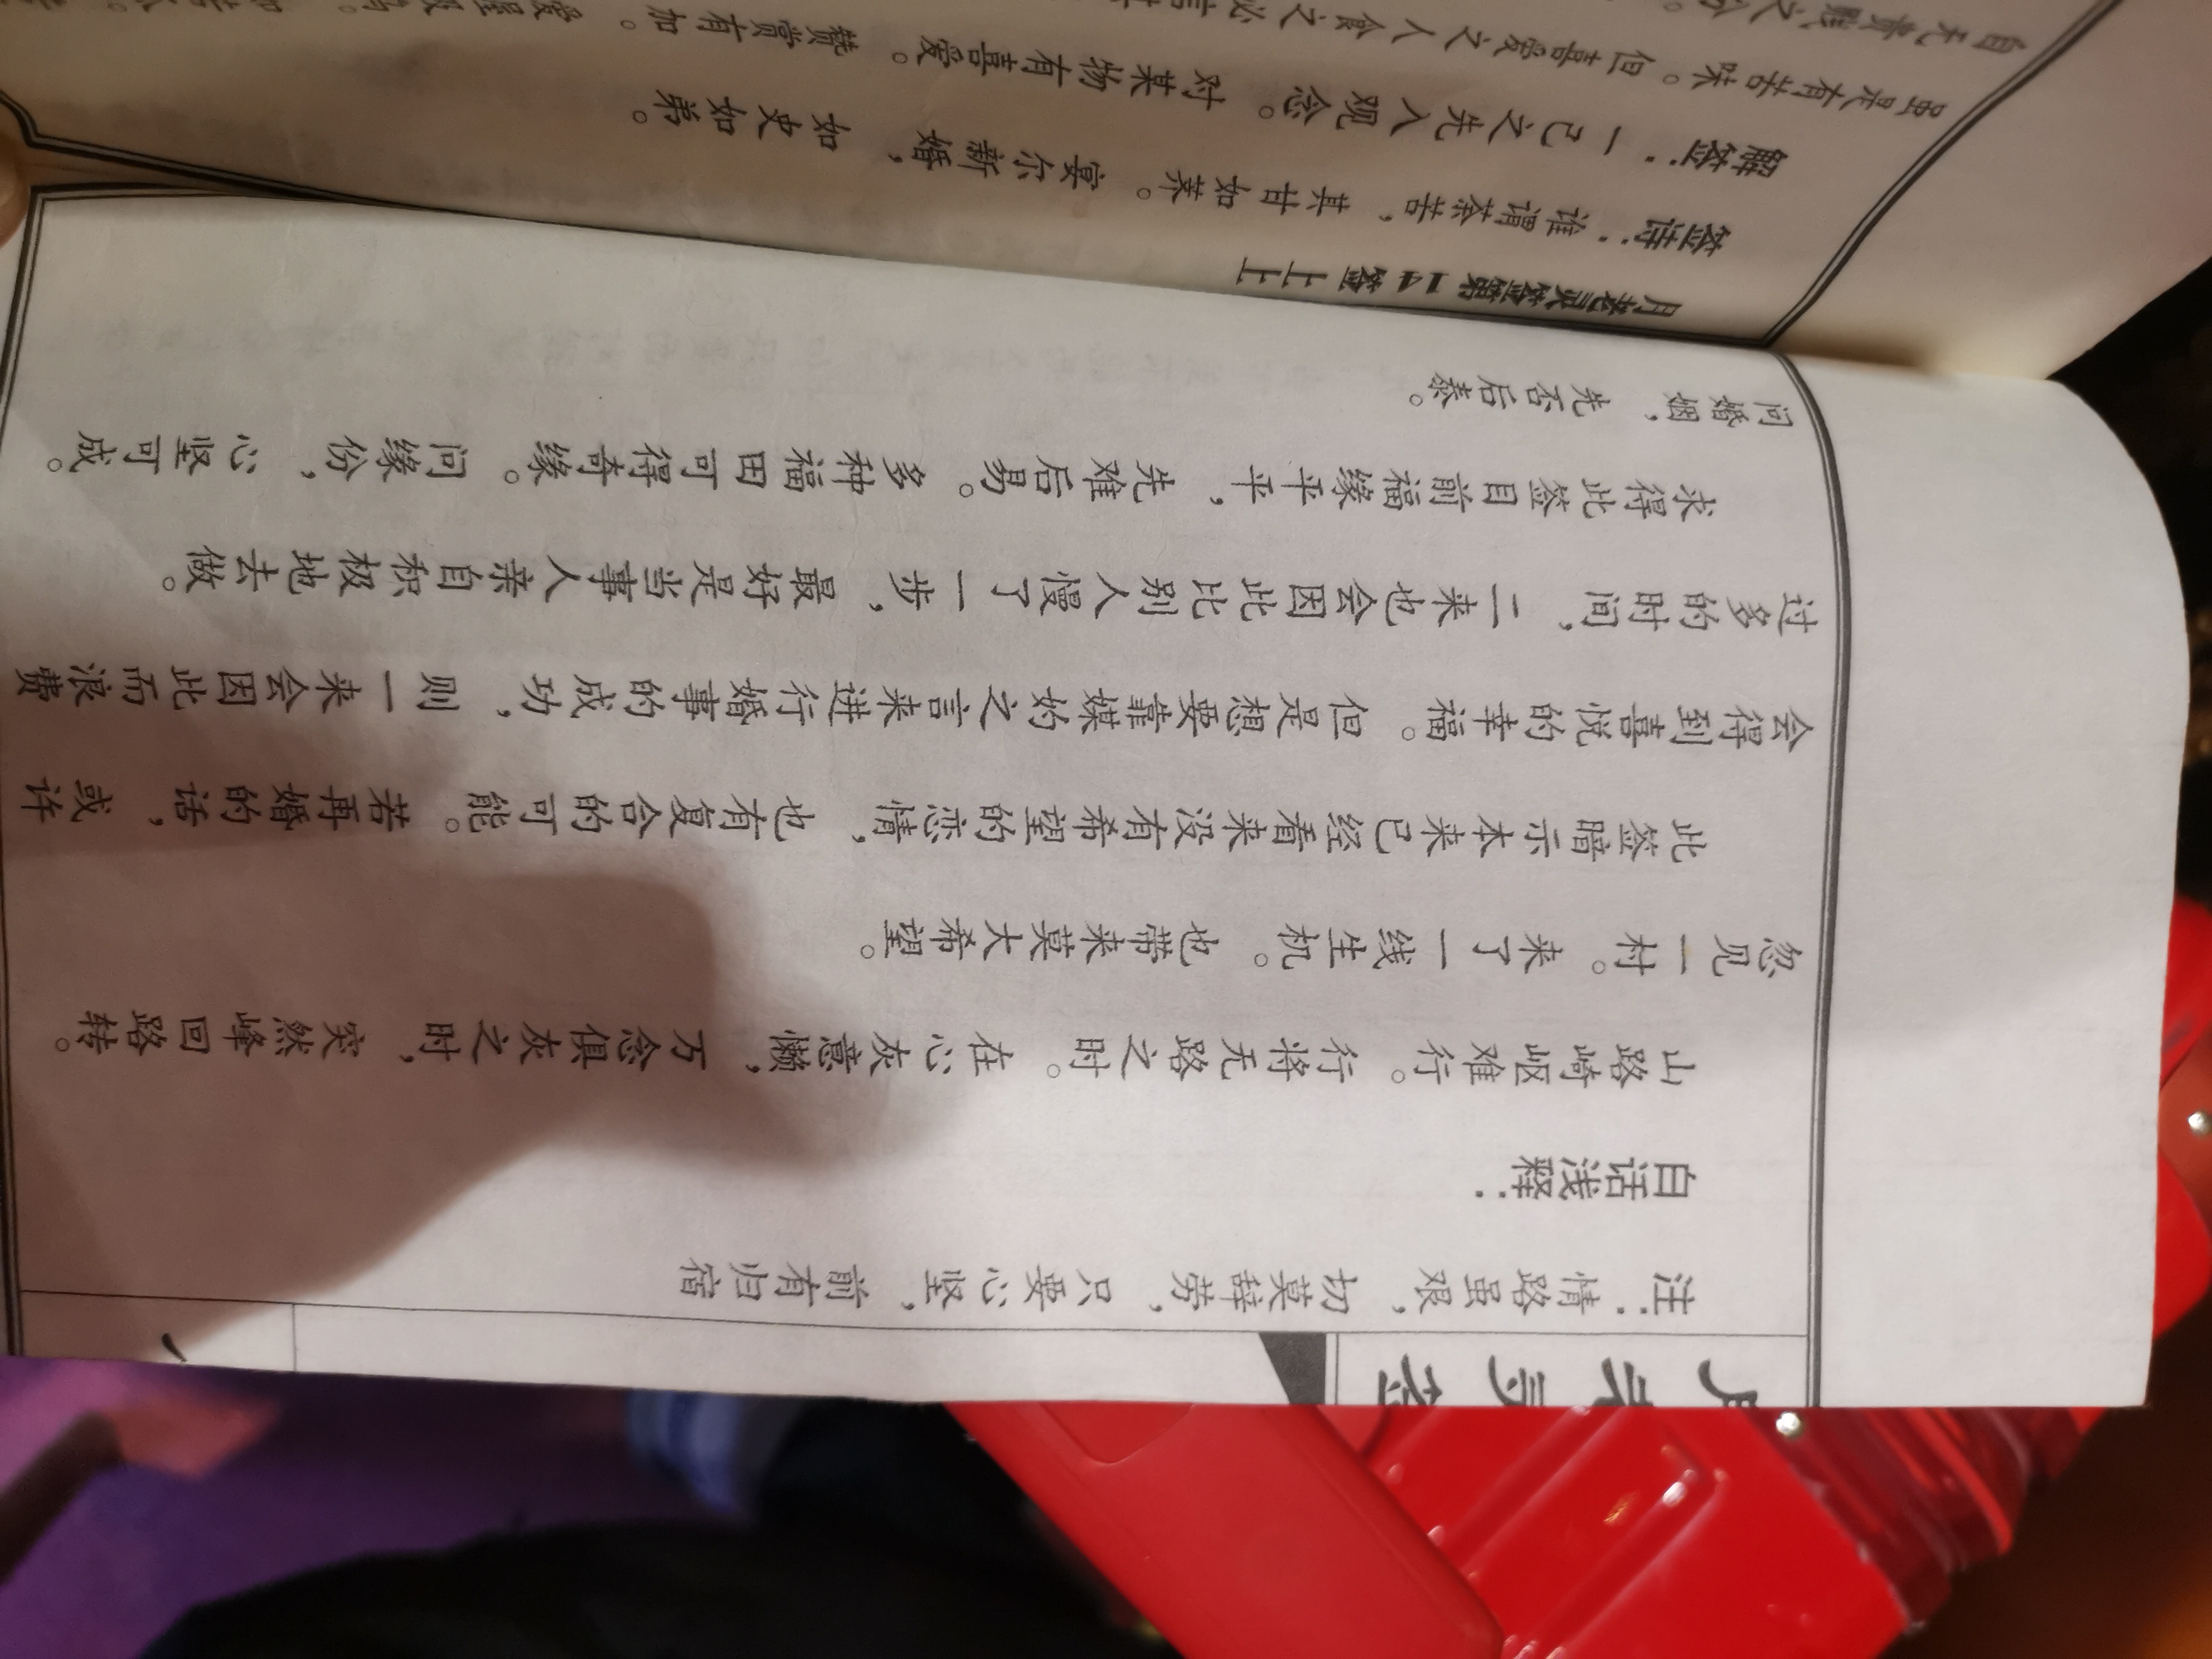 月老灵签
注：情路虽艰，切莫辞劳，只要心坚，前有归宿
白话浅释：
山路崎岖难行。行将无路之时。在心灰意懒，万念俱灰之时，突然峰回路转。
忽见一村。来了一线生机。也带来莫大希望。
此签暗示本来已经看来没有希望的恋情，也有复合的可能。若再婚的话，或许
会得到喜悦的幸福。但是想要靠媒妁之言来进行婚事的成功，则一来会因此而浪费
过多的时间，二来也会因此比别人慢了一步，最好是当事人亲自积极地去做。
求得此签目前福缘平平，先难后易。多种福田可得奇缘。问缘份，心坚可成。
问婚姻，先否后泰。
月老灵签第14签 上上
签诗：谁谓荼苦，其甘如荠。宴尔新婚，如史如弟。
解签：一己之先入观念。对某物有喜爱。赞赏有加。
虽是有苦味。但喜爱之人食之必言其
自无贵贱之分。